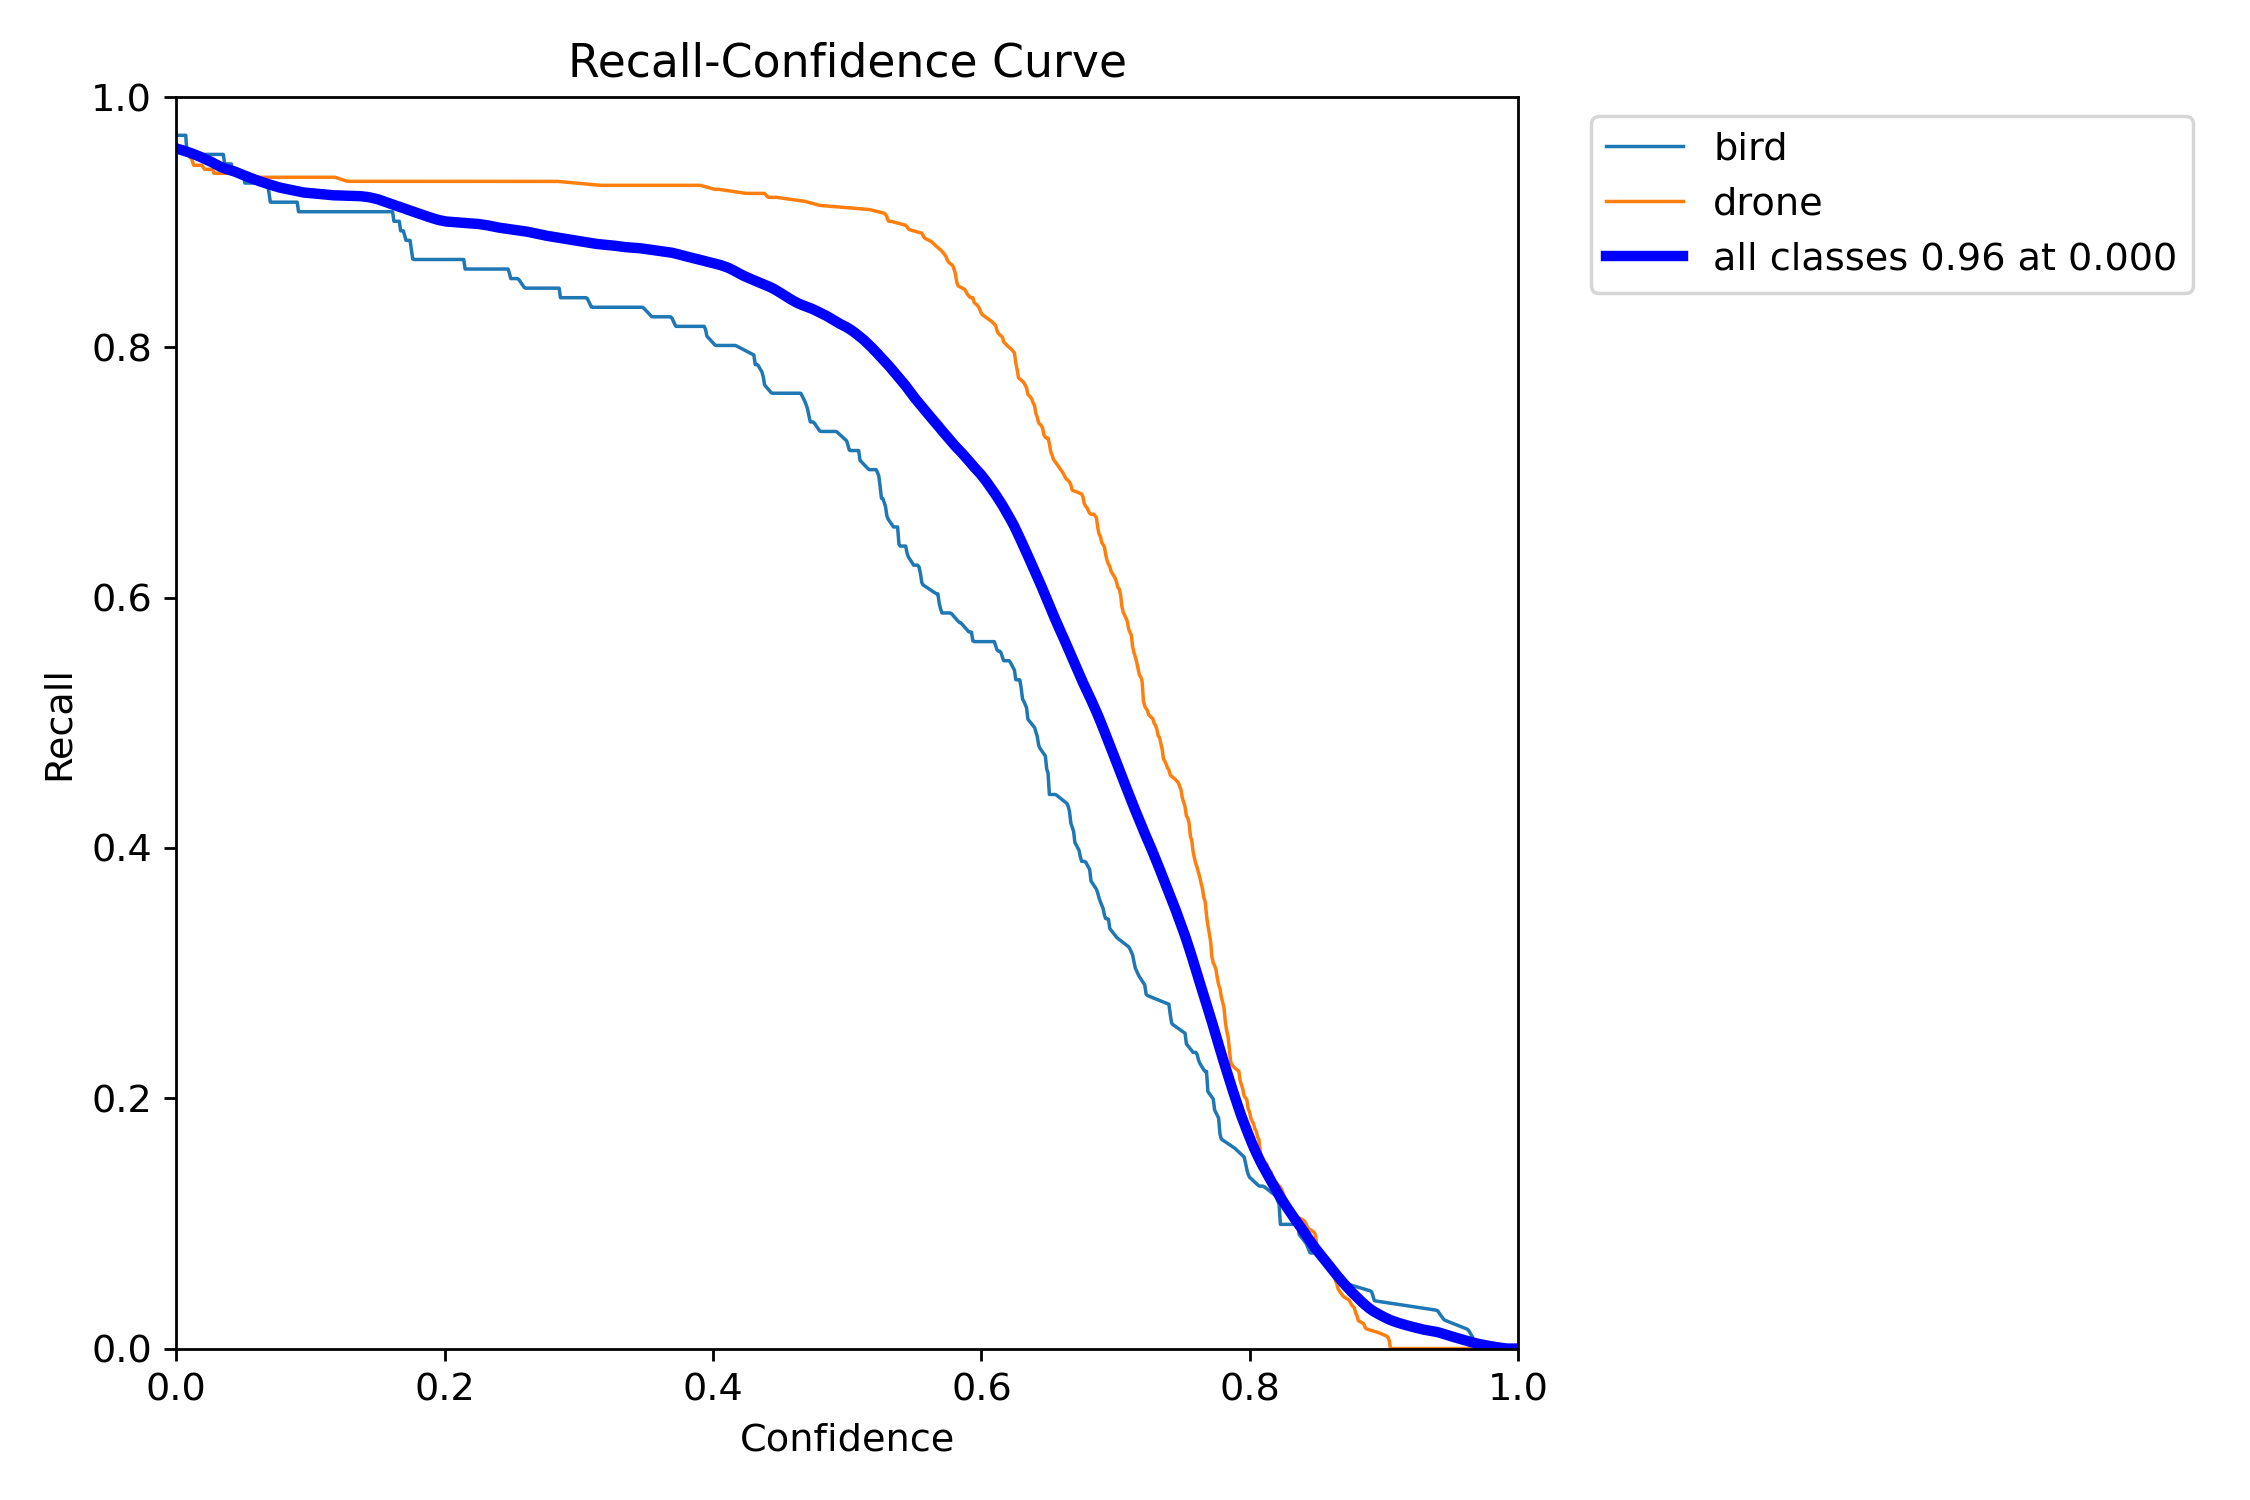 Recall-Confidence Curve
1.0
0.8
0.6
0.4
0.2
0.0
Recall
0.0 0.2 0.4 0.6 0.8 1.0
Confidence
bird
drone
all classes 0.96 at 0.000